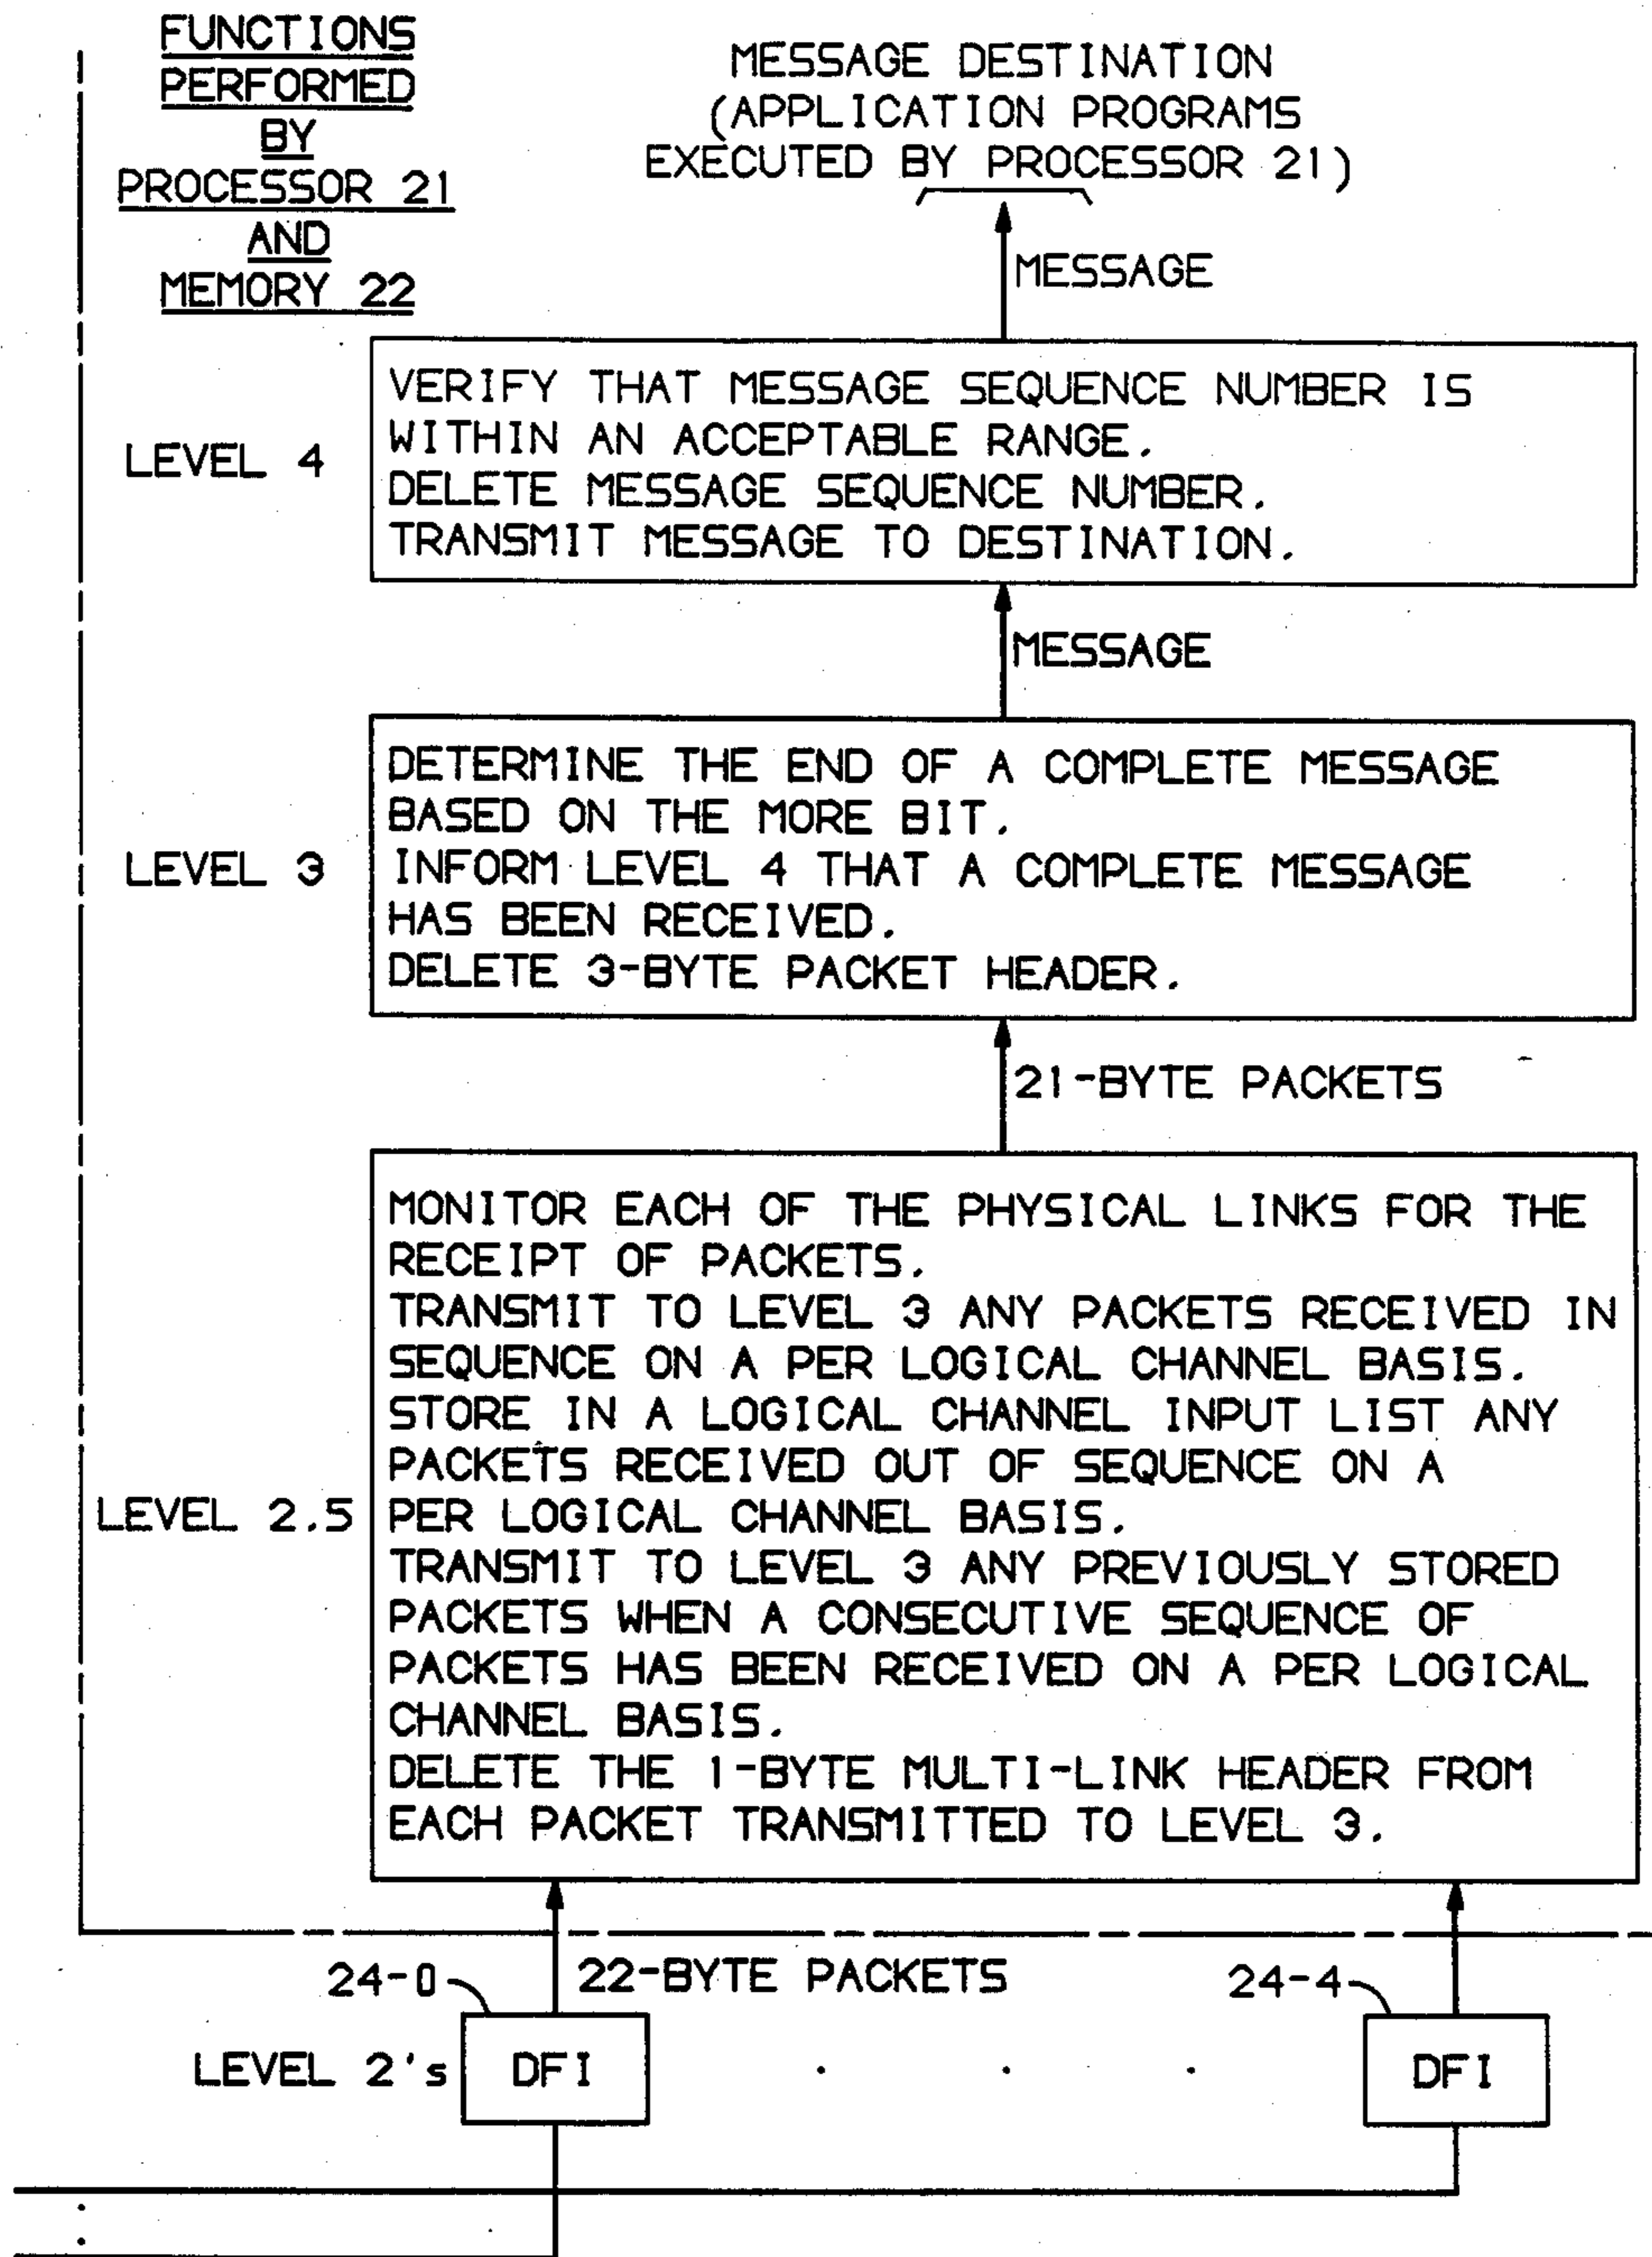 FUNCTIONS
PERFORMED
BY
PROCESSOR 21
AND
MEMORY 22
MESSAGE DESTINATION
(APPLICATION PROGRAMS
EXECUTED BY PROCESSOR 21)
MESSAGE
LEVEL 4
VERIFY THAT MESSAGE SEQUENCE NUMBER IS
WITHIN AN ACCEPTABLE RANGE.
DELETE MESSAGE SEQUENCE NUMBER.
TRANSMIT MESSAGE TO DESTINATION.
MESSAGE
LEVEL 3
DETERMINE THE END OF A COMPLETE MESSAGE
BASED ON THE MORE BIT.
INFORM LEVEL 4 THAT A COMPLETE MESSAGE
HAS BEEN RECEIVED.
DELETE 3-BYTE PACKET HEADER.
21-BYTE PACKETS
LEVEL 2.5
MONITOR EACH OF THE PHYSICAL LINKS FOR THE
RECEIPT OF PACKETS.
TRANSMIT TO LEVEL 3 ANY PACKETS RECEIVED IN
SEQUENCE ON A PER LOGICAL CHANNEL BASIS.
STORE IN A LOGICAL CHANNEL INPUT LIST ANY
PACKETS RECEIVED OUT OF SEQUENCE ON A
PER LOGICAL CHANNEL BASIS.
TRANSMIT TO LEVEL 3 ANY PREVIOUSLY STORED
PACKETS WHEN A CONSECUTIVE SEQUENCE OF
PACKETS HAS BEEN RECEIVED ON A PER LOGICAL
CHANNEL BASIS.
DELETE THE 1-BYTE MULTI-LINK HEADER FROM
EACH PACKET TRANSMITTED TO LEVEL 3.
24-0
22-BYTE PACKETS
24-4
LEVEL 2's
DFI
DFI